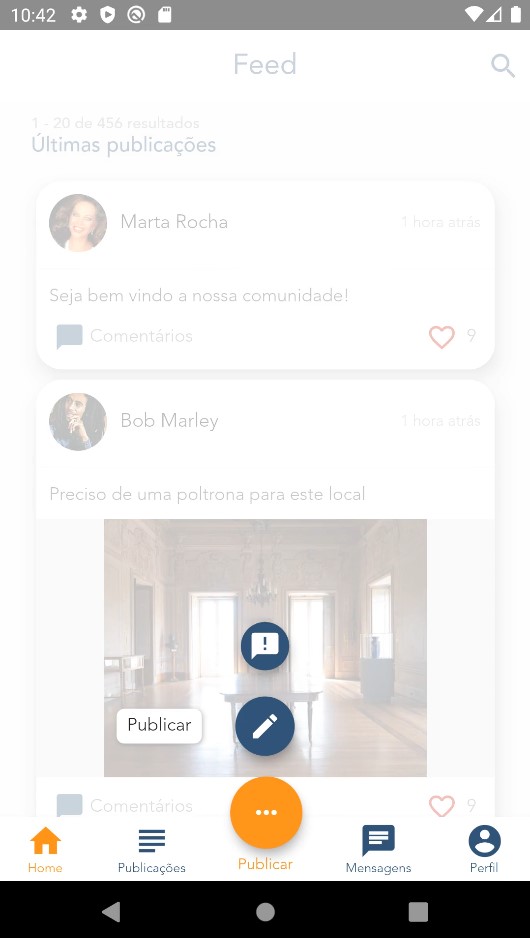 10:42
Feed
1 - 20 de 456 resultados
Últimas publicações
Marta Rocha
1 hora atrás
Seja bem vindo a nossa comunidade!
Comentários
9
Bob Marley
1 hora atrás
Preciso de uma poltrona para este local
Publicar
Comentários
9
Home
Publicações
Publicar
Mensagens
Perfil